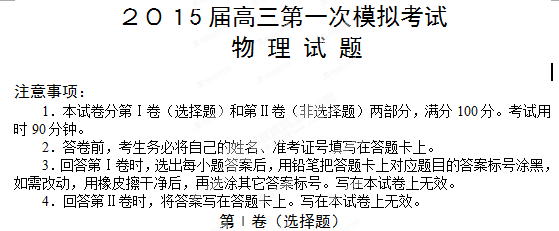 ２０15届高三第一次模拟考试
物 理 试 题
注意事项：
1．本试卷分第Ⅰ卷（选择题）和第Ⅱ卷（非选择题）两部分，满分100分。考试用
时90分钟。
2．答卷前，考生务必将自己的姓名、准考证号填写在答题卡上。
3．回答第Ⅰ卷时，选出每小题答案后，用铅笔把答题卡上对应题目的答案标号涂黑，
如需改动，用橡皮擦干净后，再选涂其它答案标号。写在本试卷上无效。
4．回答第Ⅱ卷时，将答案写在答题卡上。写在本试卷上无效。
第Ⅰ卷（选择题）